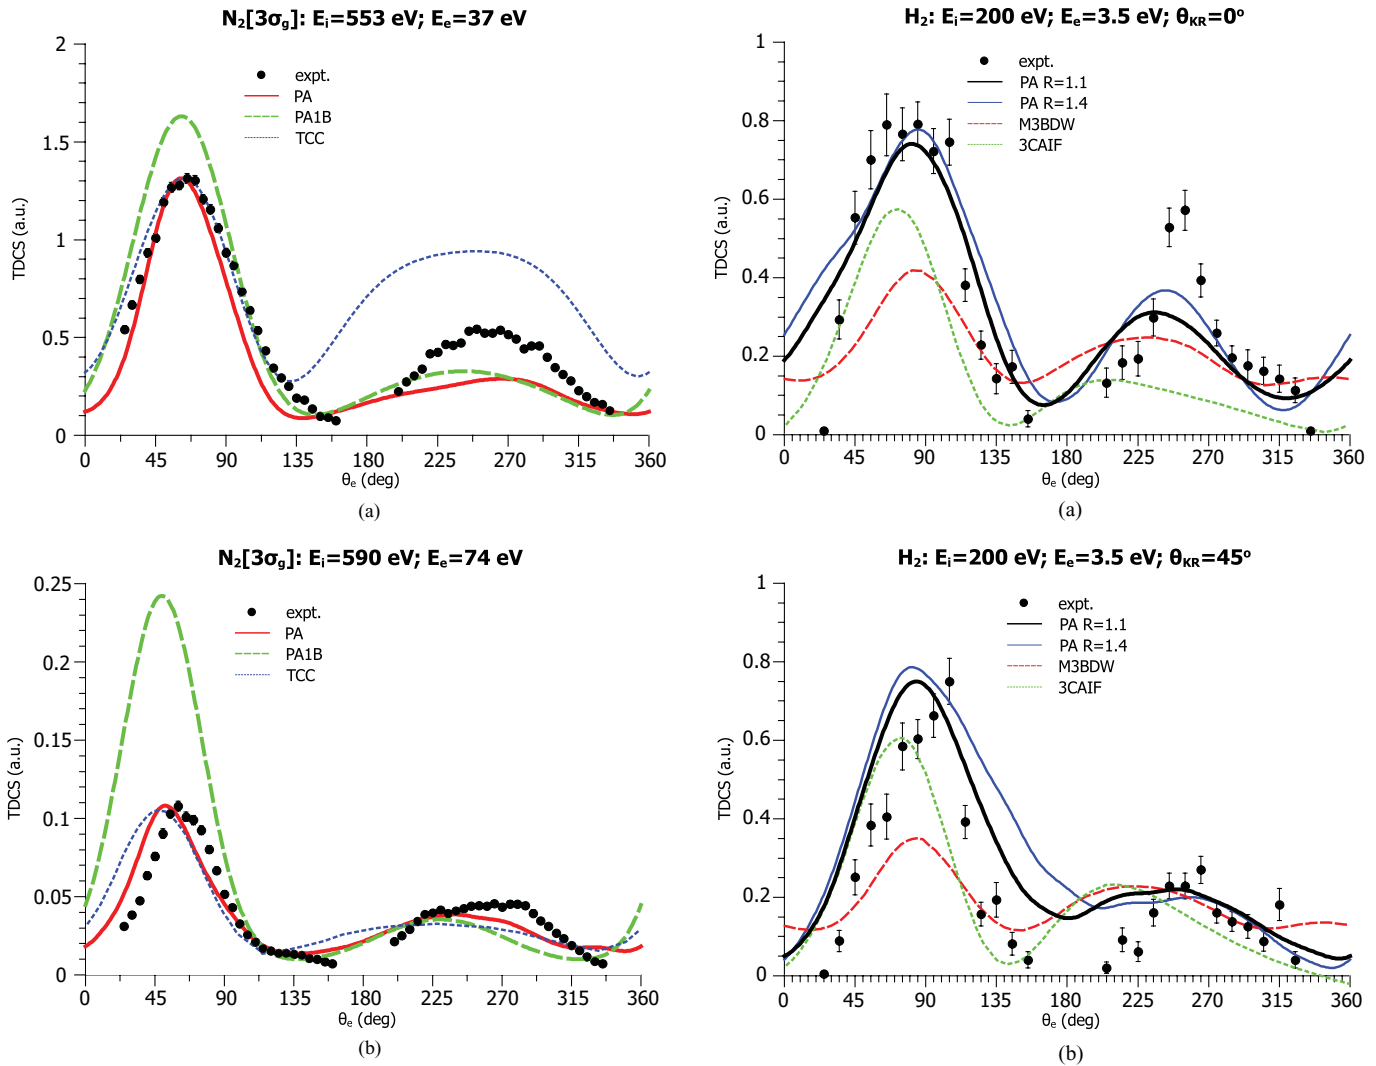 N₂[3σg]: Eᵢ=553 eV; Eₑ=37 eV
2
1.5
1
0.5
0
TDCS (a.u.)
expt.
PA
PA1B
TCC
0 45 90 135 180 225 270 315 360
θₑ (deg)
(a)
H₂: Eᵢ=200 eV; Eₑ=3.5 eV; θKR=0º
1
0.8
0.6
0.4
0.2
0
TDCS (a.u.)
expt.
PA R=1.1
PA R=1.4
M3BDW
3CAIF
0 45 90 135 180 225 270 315 360
θₑ (deg)
(a)
N₂[3σg]: Eᵢ=590 eV; Eₑ=74 eV
0.25
0.2
0.15
0.1
0.05
0
TDCS (a.u.)
expt.
PA
PA1B
TCC
0 45 90 135 180 225 270 315 360
θₑ (deg)
(b)
H₂: Eᵢ=200 eV; Eₑ=3.5 eV; θKR=45º
1
0.8
0.6
0.4
0.2
0
TDCS (a.u.)
expt.
PA R=1.1
PA R=1.4
M3BDW
3CAIF
0 45 90 135 180 225 270 315 360
θₑ (deg)
(b)